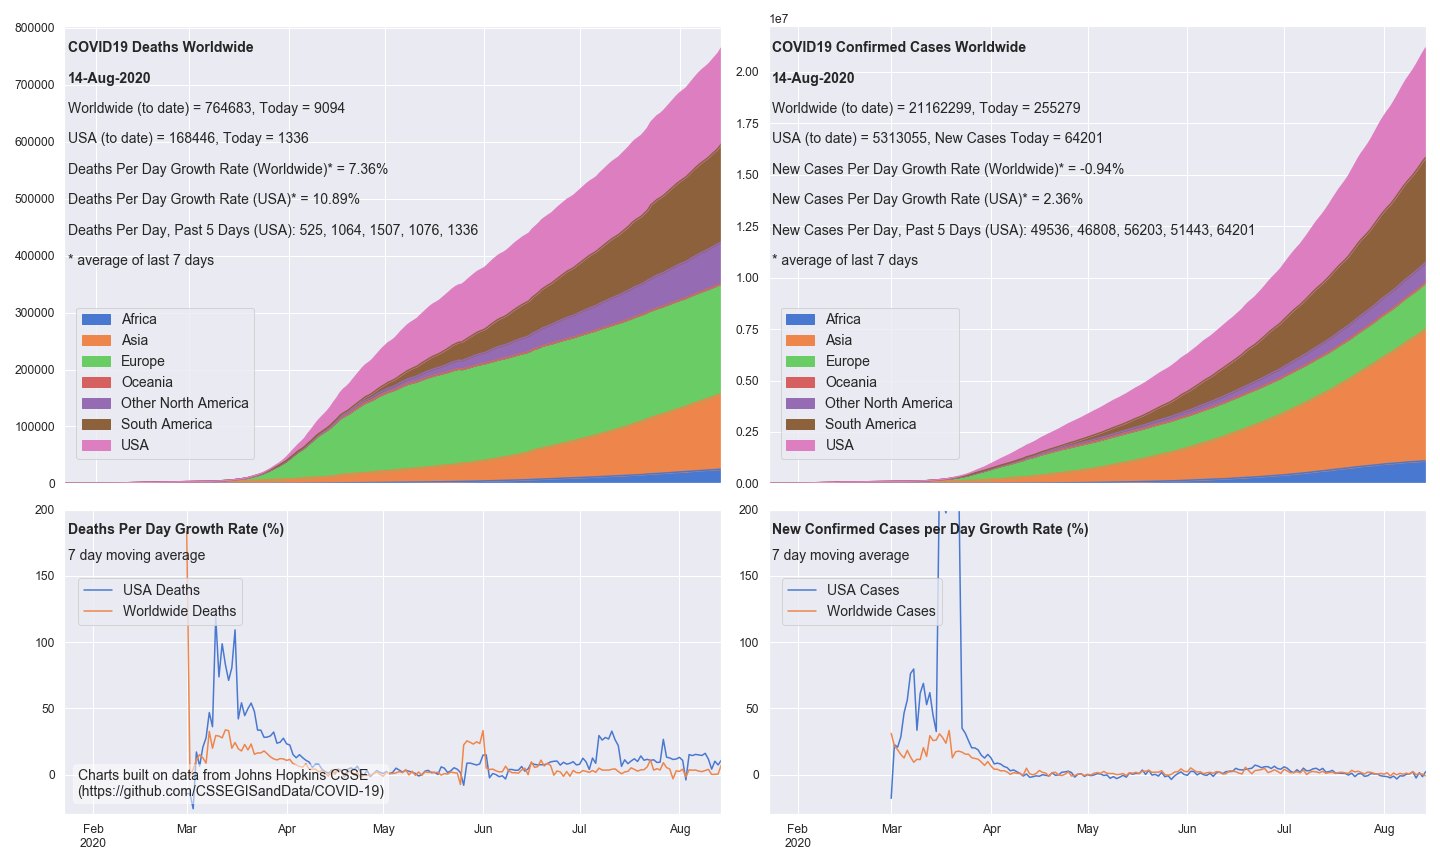 COVID19 Deaths Worldwide
14-Aug-2020
Worldwide (to date) = 764683, Today = 9094
USA (to date) = 168446, Today = 1336
Deaths Per Day Growth Rate (Worldwide)* = 7.36%
Deaths Per Day Growth Rate (USA)* = 10.89%
Deaths Per Day, Past 5 Days (USA): 525, 1064, 1507, 1076, 1336
* average of last 7 days
Africa
Asia
Europe
Oceania
Other North America
South America
USA
800000
700000
600000
500000
400000
300000
200000
100000
0
1e7
COVID19 Confirmed Cases Worldwide
14-Aug-2020
Worldwide (to date) = 21162299, Today = 255279
USA (to date) = 5313055, New Cases Today = 64201
New Cases Per Day Growth Rate (Worldwide)* = -0.94%
New Cases Per Day Growth Rate (USA)* = 2.36%
New Cases Per Day, Past 5 Days (USA): 49536, 46808, 56203, 51443, 64201
* average of last 7 days
Africa
Asia
Europe
Oceania
Other North America
South America
USA
2.00
1.75
1.50
1.25
1.00
0.75
0.50
0.25
0.00
Deaths Per Day Growth Rate (%)
7 day moving average
USA Deaths
Worldwide Deaths
200
150
100
50
0
Charts built on data from Johns Hopkins CSSE
(https://github.com/CSSEGISandData/COVID-19)
Feb Mar Apr May Jun Jul Aug
2020
New Confirmed Cases per Day Growth Rate (%)
7 day moving average
USA Cases
Worldwide Cases
200
150
100
50
0
Feb Mar Apr May Jun Jul Aug
2020